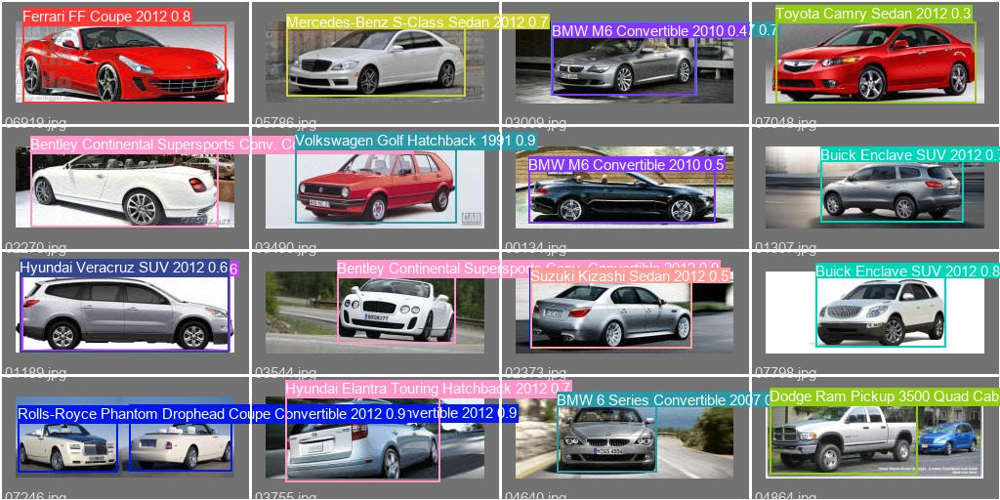 Ferrari FF Coupe 2012 0.8
Mercedes-Benz S-Class Sedan 2012 0.7
BMW M6 Convertible 2010 0.4
7 0.7
Toyota Camry Sedan 2012 0.3
06919.jpg
05786.jpg
03009.jpg
07048.jpg
Bentley Continental Supersports Conv. C
Volkswagen Golf Hatchback 1991 0.9
BMW M6 Convertible 2010 0.5
Buick Enclave SUV 2012 0.
02270.jpg
03490.jpg
00134.jpg
01307.jpg
Hyundai Veracruz SUV 2012 0.6
6
Bentley Continental Supersports Conv. Convertible 2012 0.9
Suzuki Kizashi Sedan 2012 0.5
Buick Enclave SUV 2012 0.8
01189.jpg
03544.jpg
02373.jpg
07798.jpg
Rolls-Royce Phantom Drophead Coupe Convertible 2012 0.9
nvertible 2012 0.9
Hyundai Elantra Touring Hatchback 2012 0.7
BMW 6 Series Convertible 2007 0
Dodge Ram Pickup 3500 Quad Cab
07246.jpg
03755.jpg
04640.jpg
04864.jpg